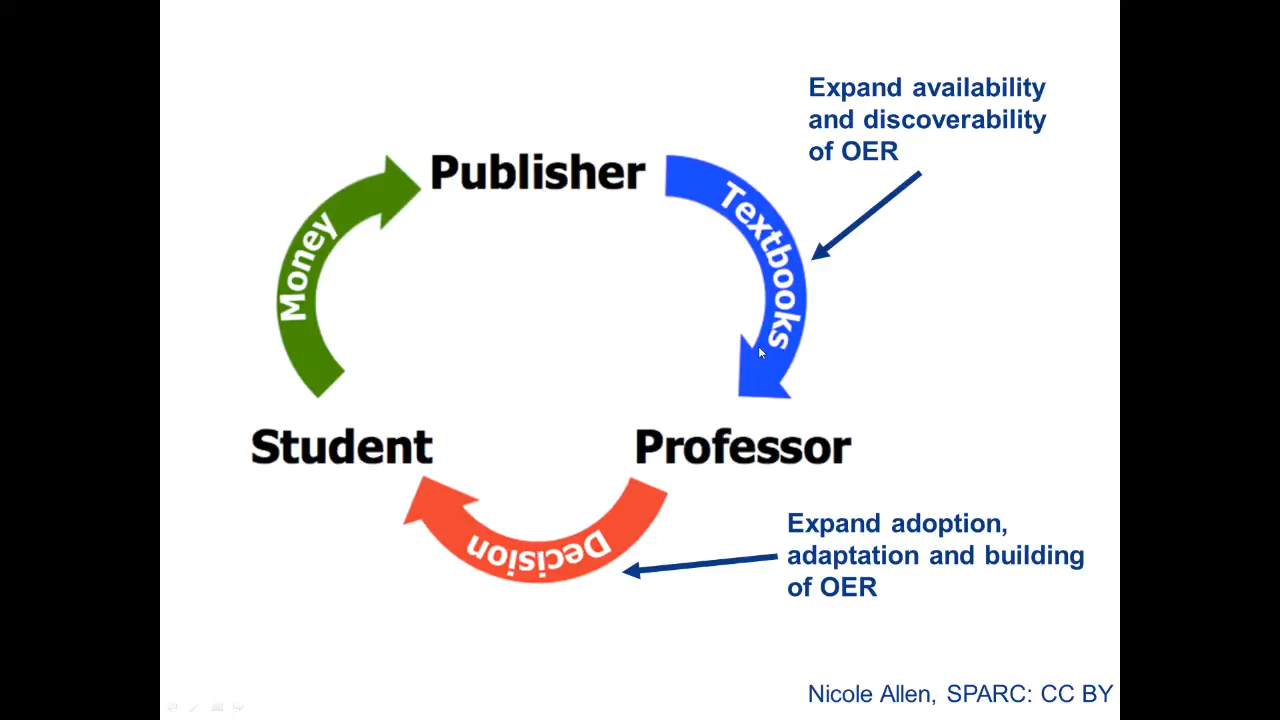 Expand availability
and discoverability
of OER
Publisher
Textbooks
Money
Student
Professor
Decision
Expand adoption,
adaptation and building
of OER
Nicole Allen, SPARC: CC BY